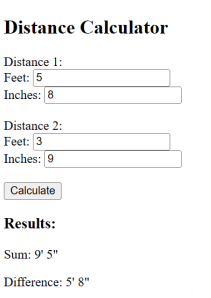 Distance Calculator
Distance 1:
Feet: 5
Inches: 8
Distance 2:
Feet: 3
Inches: 9
Calculate
Results:
Sum: 9' 5"
Difference: 5' 8"